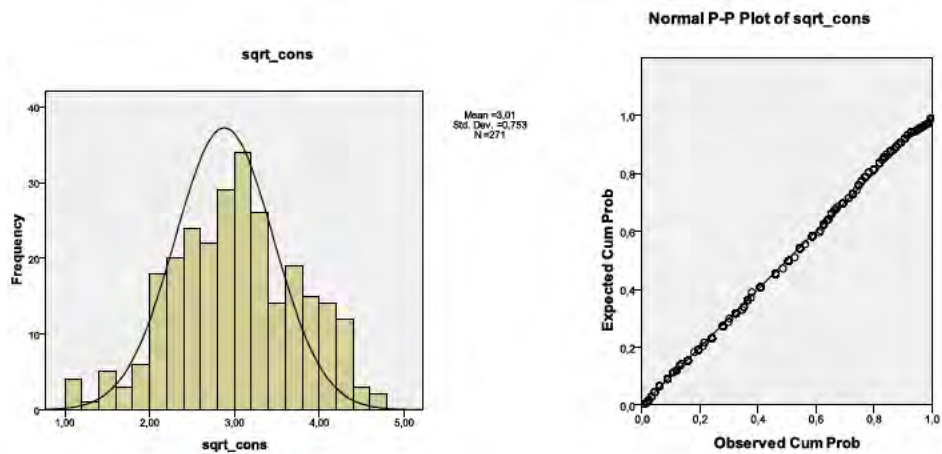 Normal P-P Plot of sqrt_cons
sqrt_cons
Mean =3,01
Std. Dev. =0,753
N =271
40
30
20
10
0
Frequency
1,00 2,00 3,00 4,00 5,00
sqrt_cons
1,0
0,8
0,6
0,4
0,2
0,0
Expected Cum Prob
0,0 0,2 0,4 0,6 0,8 1,0
Observed Cum Prob